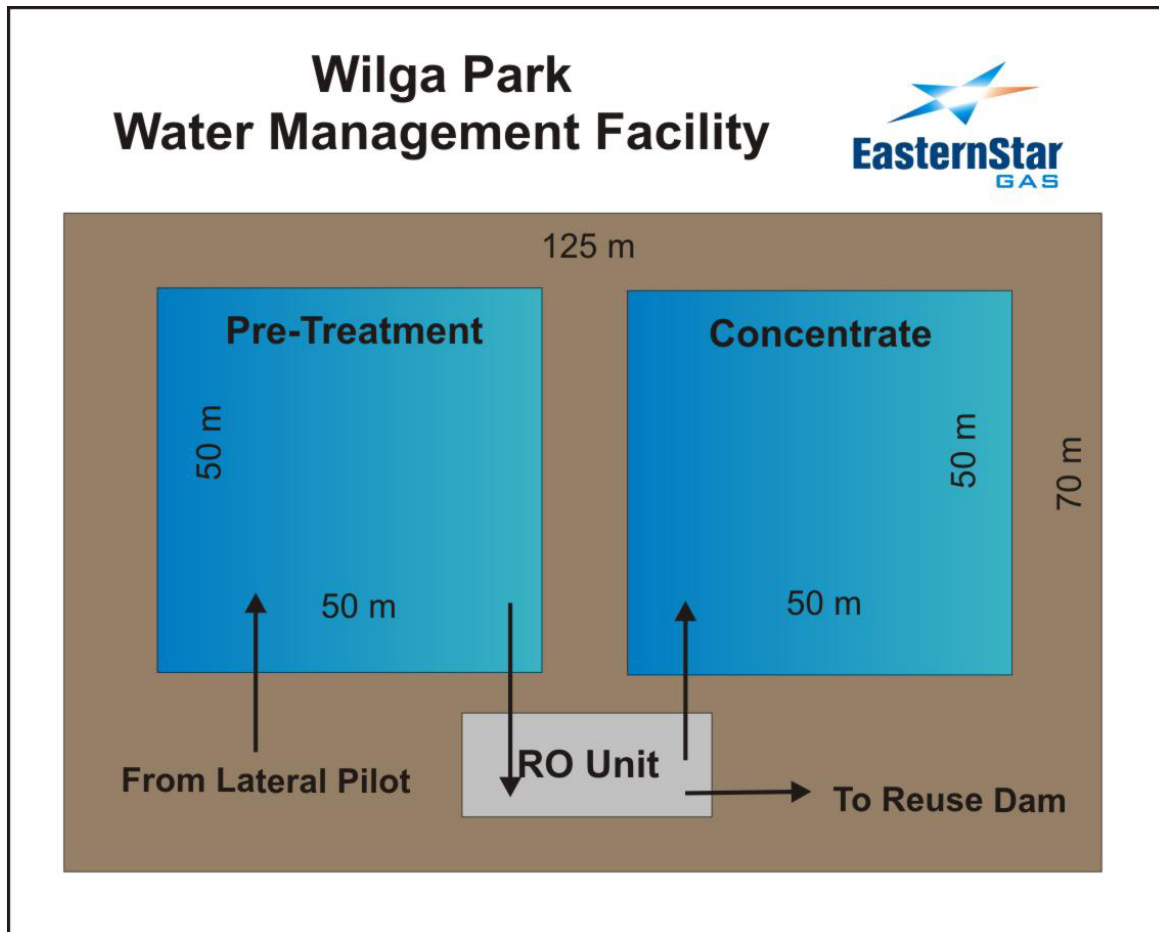 Wilga Park
Water Management Facility
EasternStar
GAS
125 m
Pre-Treatment
Concentrate
50 m
50 m
70 m
50 m
50 m
RO Unit
From Lateral Pilot
To Reuse Dam